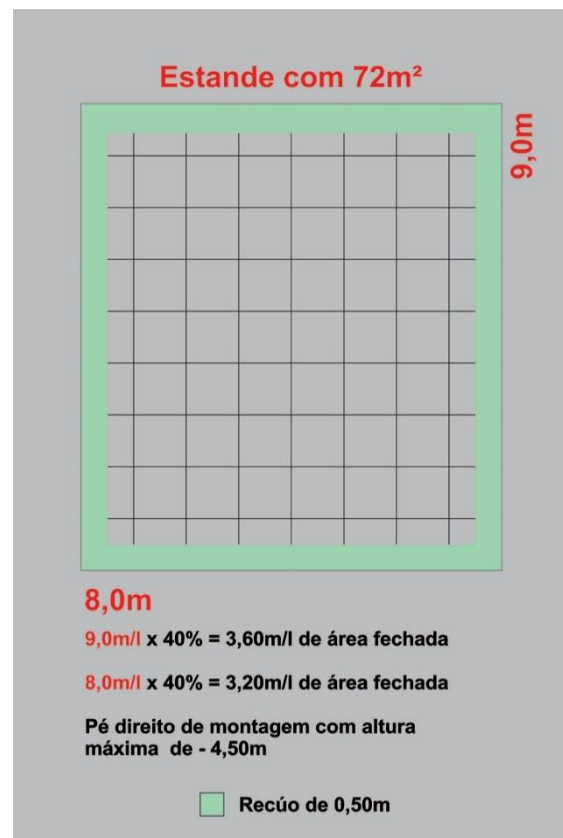 Estande com 72m²
9,0m
8,0m
9,0m/l x 40% = 3,60m/l de área fechada
8,0m/l x 40% = 3,20m/l de área fechada
Pé direito de montagem com altura
máxima de - 4,50m
Recúo de 0,50m